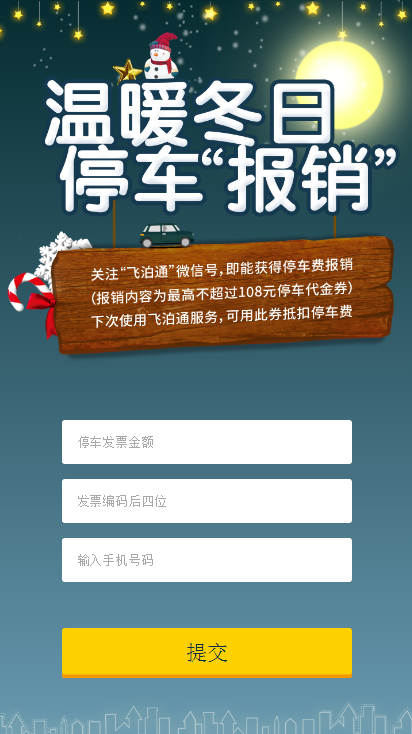 温暖冬日
停车“报销”
关注“飞泊通”微信号,即能获得停车费报销
(报销内容为最高不超过108元停车代金券)
下次使用飞泊通服务,可用此券抵扣停车费
停车发票金额
发票编码后四位
输入手机号码
提交